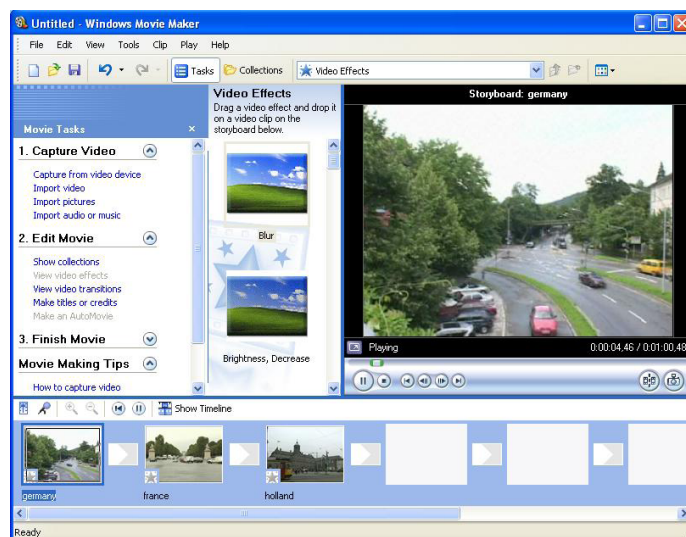 Untitled - Windows Movie Maker
File Edit View Tools Clip Play Help
Tasks Collections Video Effects
Movie Tasks
1. Capture Video
Capture from video device
Import video
Import pictures
Import audio or music
2. Edit Movie
Show collections
View video effects
View video transitions
Make titles or credits
Make an AutoMovie
3. Finish Movie
Movie Making Tips
How to capture video
Video Effects
Drag a video effect and drop it
on a video clip on the
storyboard below.
Blur
Brightness, Decrease
Storyboard: germany
Playing 0:00:04,46 / 0:01:00,48
Show Timeline
germany france holland
Ready